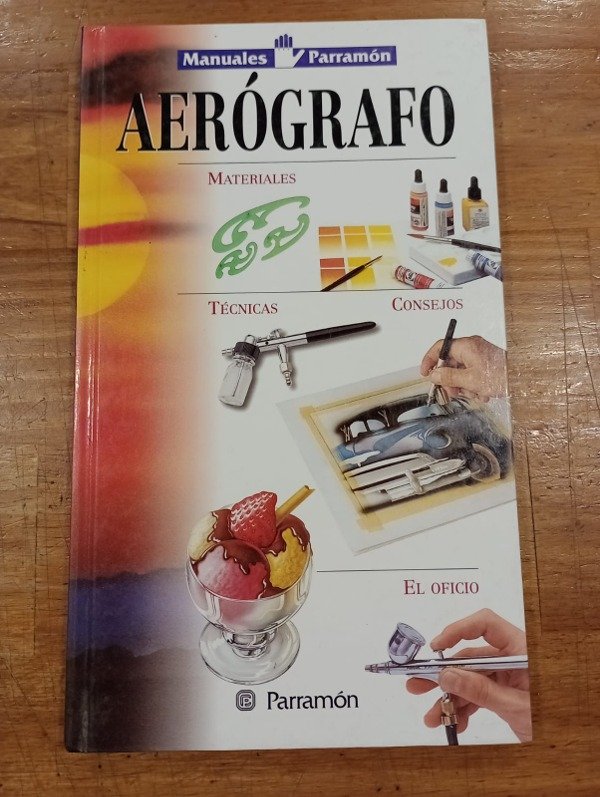 Manuales Parramón
AERÓGRAFO
MATERIALES
TÉCNICAS CONSEJOS
EL OFICIO
Parramón